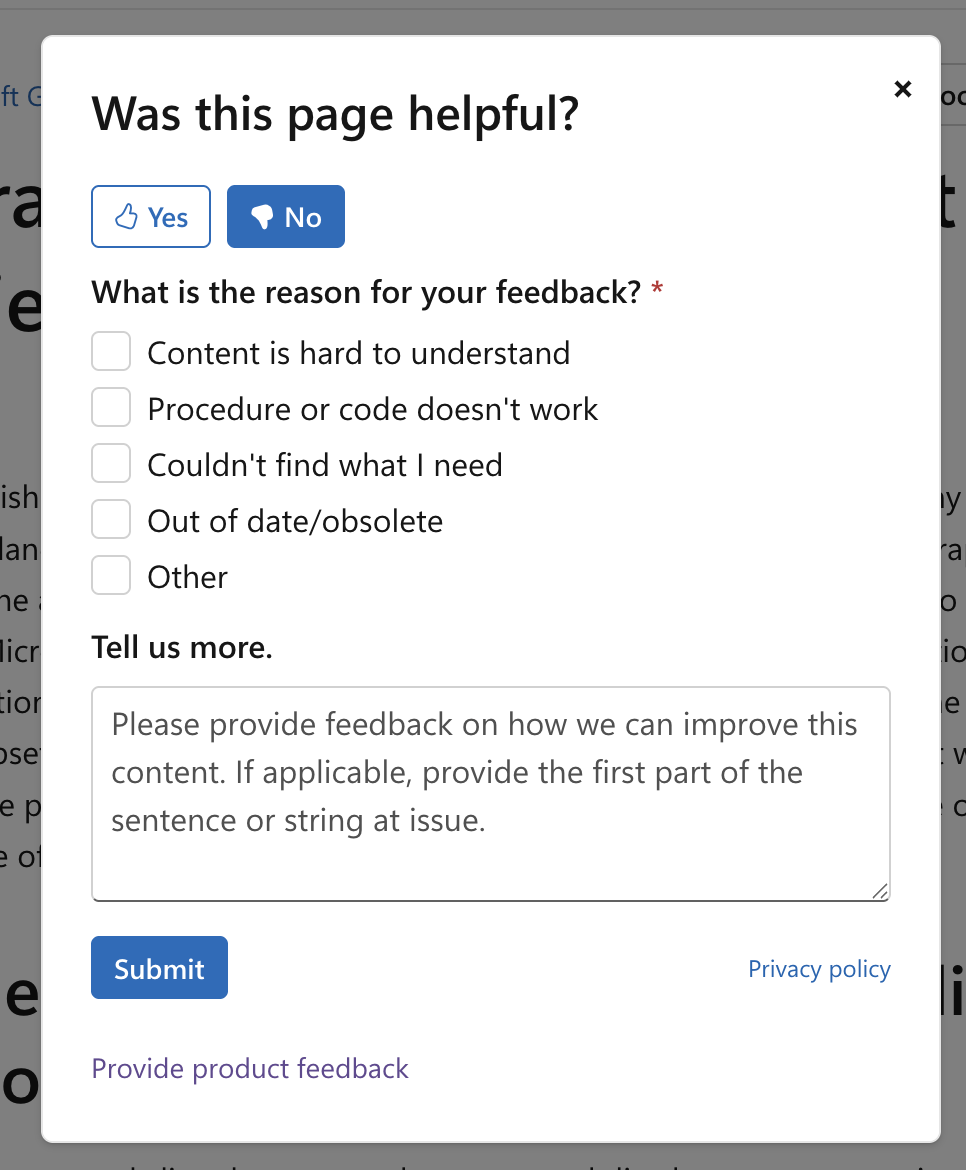 Was this page helpful?
Yes
No
What is the reason for your feedback? *
Content is hard to understand
Procedure or code doesn't work
Couldn't find what I need
Out of date/obsolete
Other
Tell us more.
Please provide feedback on how we can improve this
content. If applicable, provide the first part of the
sentence or string at issue.
Submit
Privacy policy
Provide product feedback